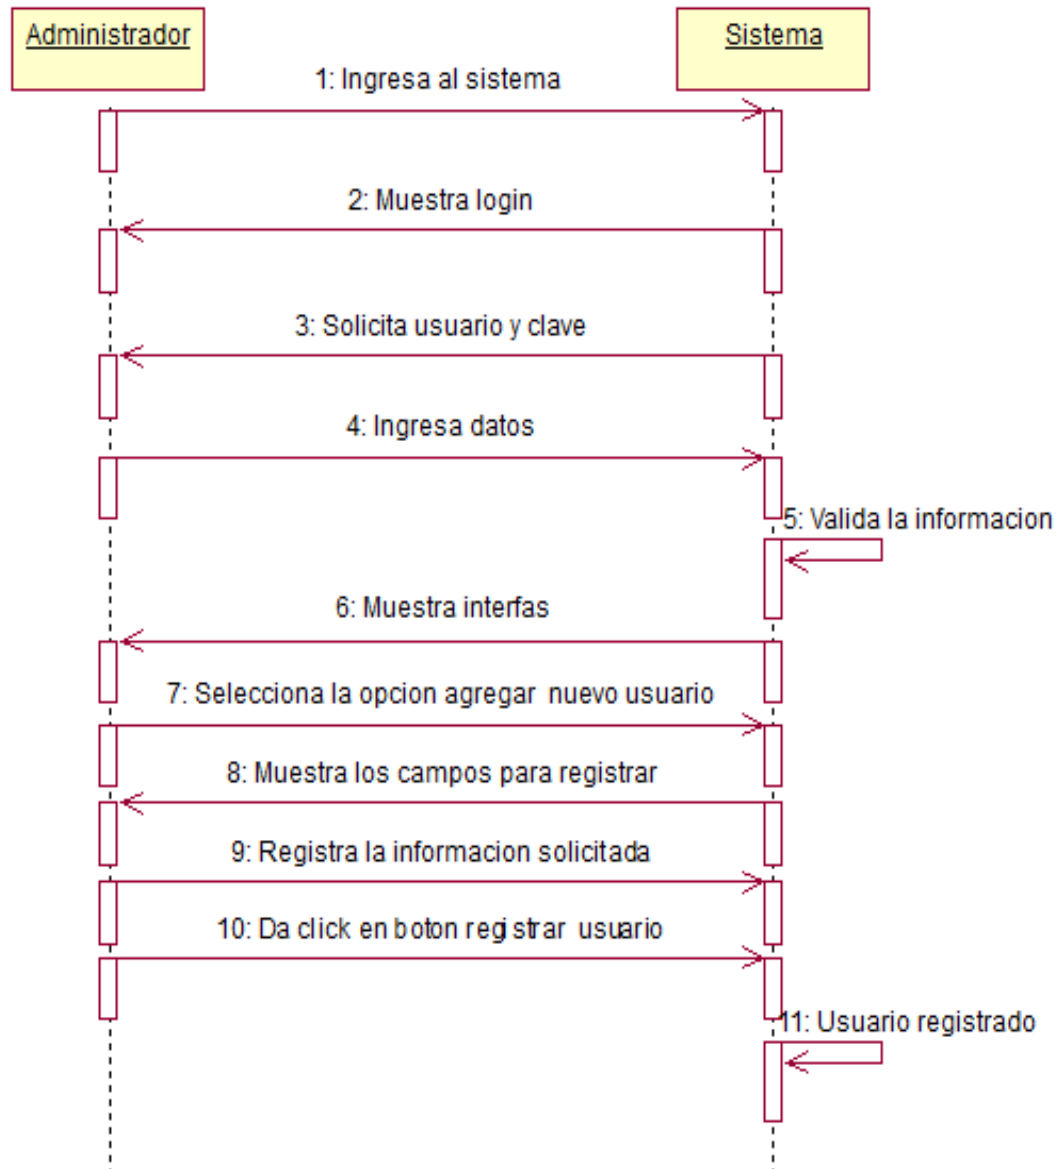 Administrador
Sistema
1: Ingresa al sistema
2: Muestra login
3: Solicita usuario y clave
4: Ingresa datos
5: Valida la informacion
6: Muestra interfas
7: Selecciona la opcion agregar nuevo usuario
8: Muestra los campos para registrar
9: Registra la informacion solicitada
10: Da click en boton registrar usuario
11: Usuario registrado